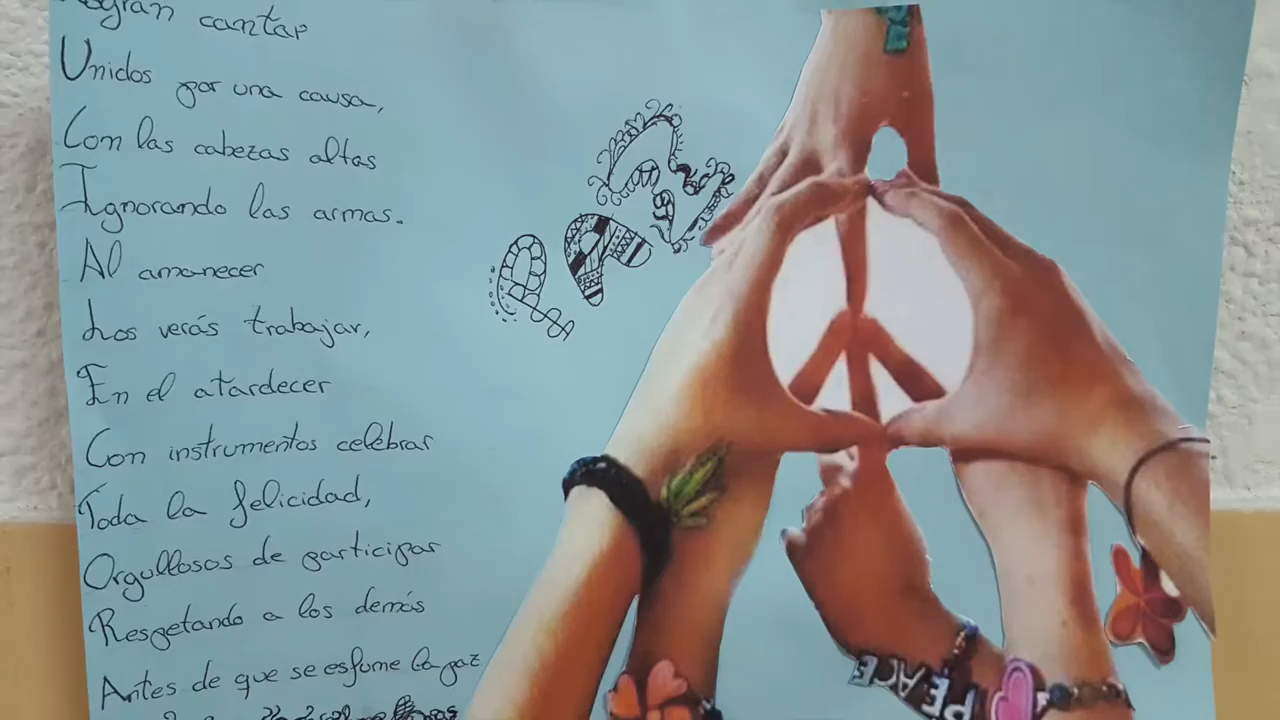 Logran cantar
Unidos por una causa,
Con las cabezas altas
Ignorando las armas.
Al amanecer
Los verás trabajar,
En el atardecer
Con instrumentos celebrar
Toda la felicidad,
Orgullosos de participar
Respetando a los demás
Antes de que se esfume la paz
PAZ
PEACE